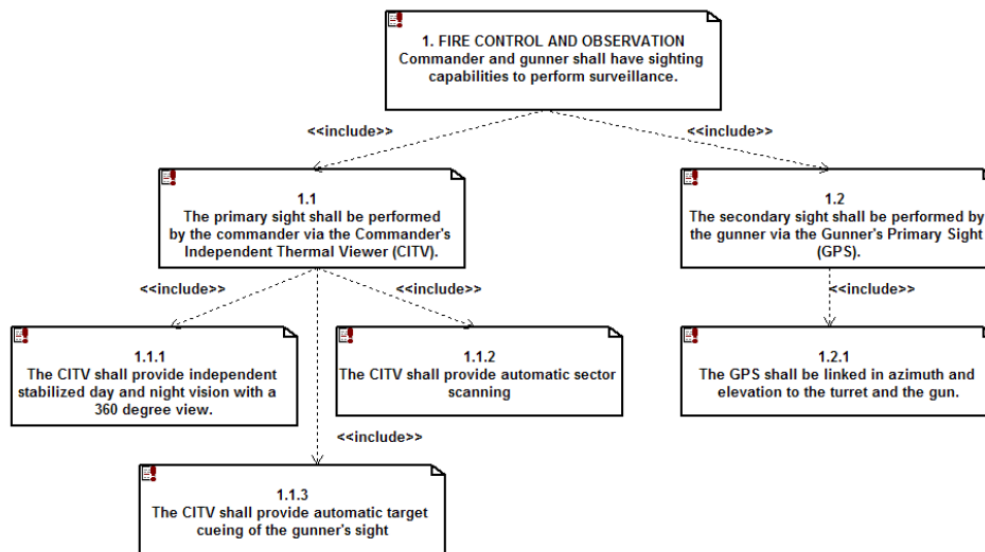 1. FIRE CONTROL AND OBSERVATION
Commander and gunner shall have sighting
capabilities to perform surveillance.
<<include>>
<<include>>
1.1
The primary sight shall be performed
by the commander via the Commander's
Independent Thermal Viewer (CITV).
1.2
The secondary sight shall be performed by
the gunner via the Gunner's Primary Sight
(GPS).
<<include>>
<<include>>
<<include>>
1.1.1
The CITV shall provide independent
stabilized day and night vision with a
360 degree view.
1.1.2
The CITV shall provide automatic sector
scanning
1.2.1
The GPS shall be linked in azimuth and
elevation to the turret and the gun.
<<include>>
1.1.3
The CITV shall provide automatic target
cueing of the gunner's sight